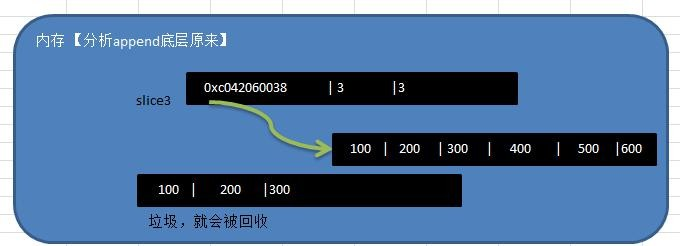 内存【分析append底层原来】
0xc042060038 | 3 |3
slice3
100 | 200 |300 | 400 | 500 |600
100 | 200 |300
垃圾，就会被回收